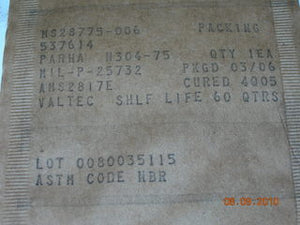 MS28775-006 PACKING
537614
PARHA N304-75 QTY 1EA
MIL-P-25732 PKGD 03/06
AMS2817E CURED 4Q05
VALTEC SHLF LIFE 60 QTRS
LOT 0080035115
ASTM CODE NBR
08.09.2010